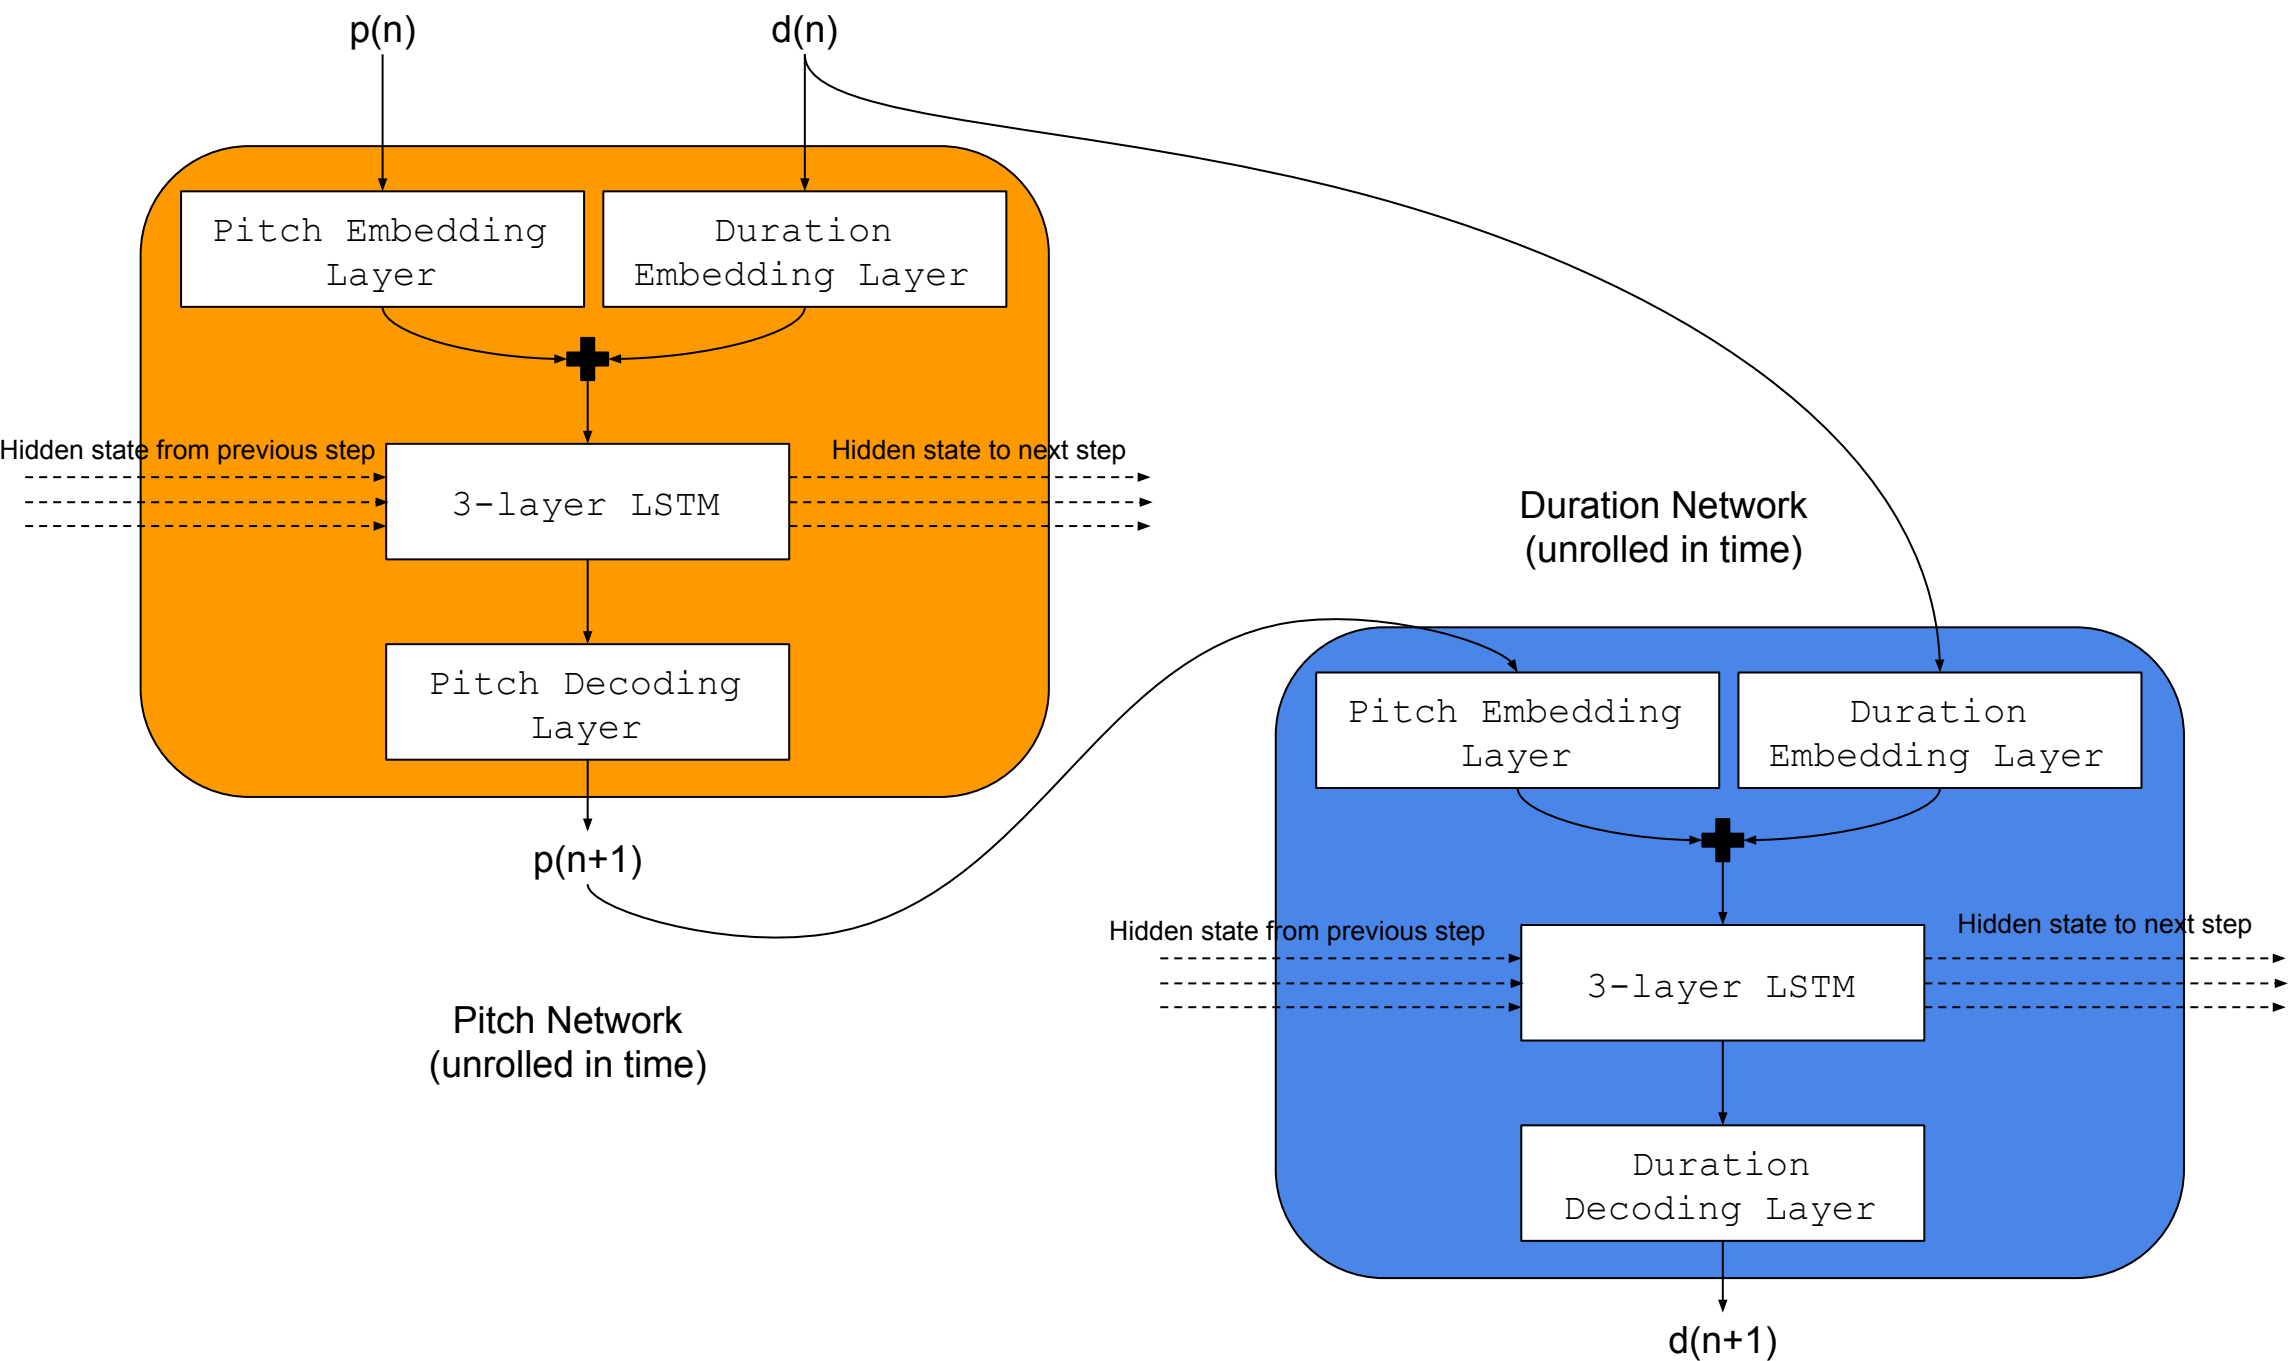 p(n)
d(n)
Pitch Embedding
Layer
Duration
Embedding Layer
Hidden state from previous step
Hidden state to next step
3-layer LSTM
Pitch Decoding
Layer
p(n+1)
Pitch Network
(unrolled in time)
Duration Network
(unrolled in time)
Pitch Embedding
Layer
Duration
Embedding Layer
Hidden state from previous step
Hidden state to next step
3-layer LSTM
Duration
Decoding Layer
d(n+1)